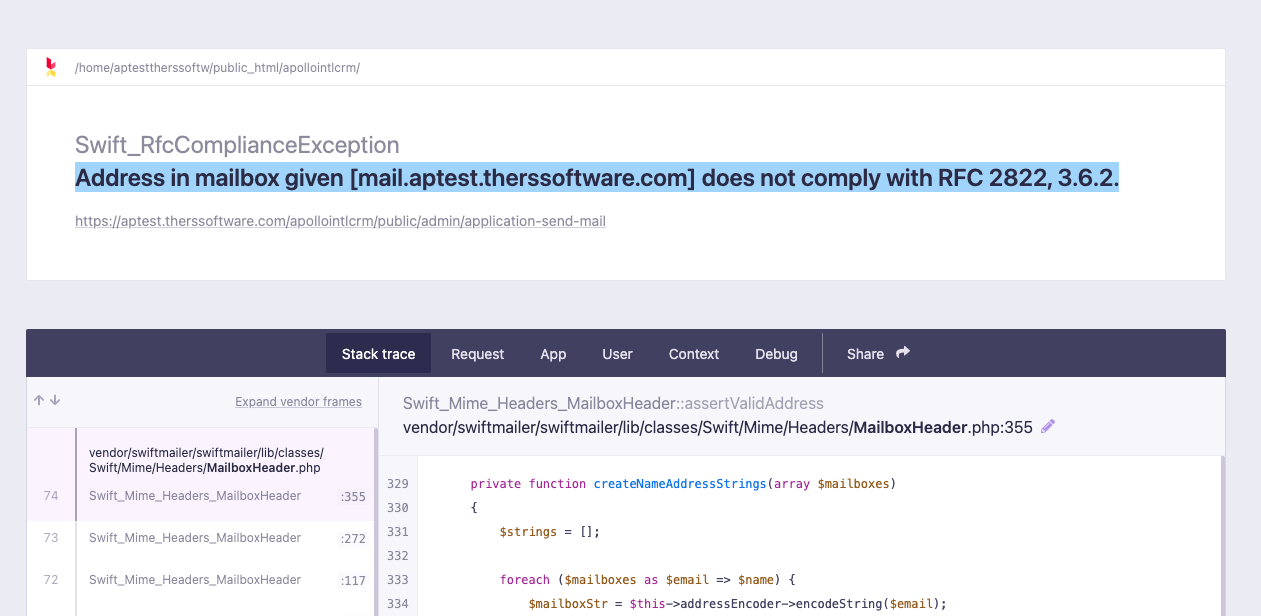 /home/aptesttherssoftw/public_html/apollointlcrm/
Swift_RfcComplianceException
Address in mailbox given [mail.aptest.therssoftware.com] does not comply with RFC 2822, 3.6.2.
https://aptest.therssoftware.com/apollointlcrm/public/admin/application-send-mail
Stack trace Request App User Context Debug Share
Expand vendor frames
vendor/swiftmailer/swiftmailer/lib/classes/
Swift/Mime/Headers/MailboxHeader.php
74 Swift_Mime_Headers_MailboxHeader :355
73 Swift_Mime_Headers_MailboxHeader :272
72 Swift_Mime_Headers_MailboxHeader :117
Swift_Mime_Headers_MailboxHeader::assertValidAddress
vendor/swiftmailer/swiftmailer/lib/classes/Swift/Mime/Headers/MailboxHeader.php:355
329 private function createNameAddressStrings(array $mailboxes)
330 {
331 $strings = [];
332
333 foreach ($mailboxes as $email => $name) {
334 $mailboxStr = $this->addressEncoder->encodeString($email);